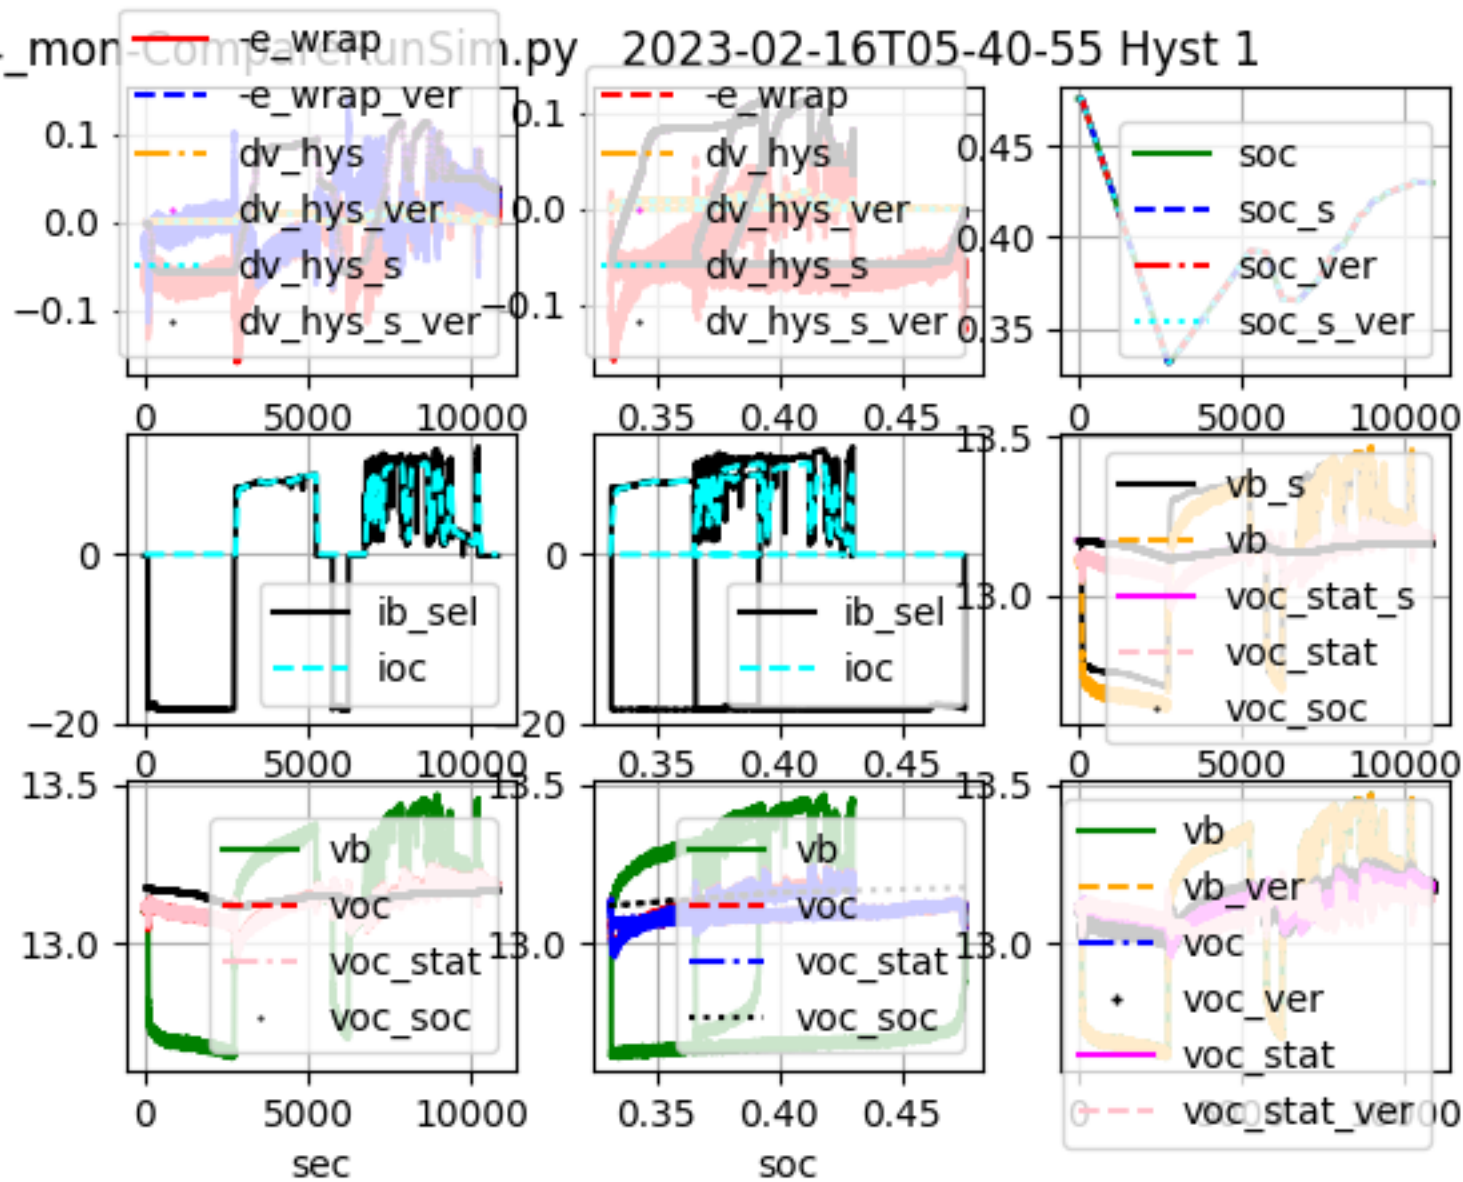 ._mon-CompareRunSim.py 2023-02-16T05-40-55 Hyst 1
-e_wrap
-e_wrap_ver
dv_hys
dv_hys_ver
dv_hys_s
dv_hys_s_ver
0.1
0.0
−0.1
0 5000 10000
-e_wrap
dv_hys
dv_hys_ver
dv_hys_s
dv_hys_s_ver
0.1
0.0
−0.1
0.35 0.40 0.45
soc
soc_s
soc_ver
soc_s_ver
0.45
0.40
0.35
0 5000 10000
ib_sel
ioc
0
−20
0 5000 10000
ib_sel
ioc
0
20
0.35 0.40 0.45
vb_s
vb
voc_stat_s
voc_stat
voc_soc
13.5
13.0
0 5000 10000
vb
voc
voc_stat
voc_soc
13.5
13.0
0 5000 10000
sec
vb
voc
voc_stat
voc_soc
0.35 0.40 0.45
soc
vb
vb_ver
voc
voc_ver
voc_stat
voc_stat_ver
13.5
13.0
0 5000 10000